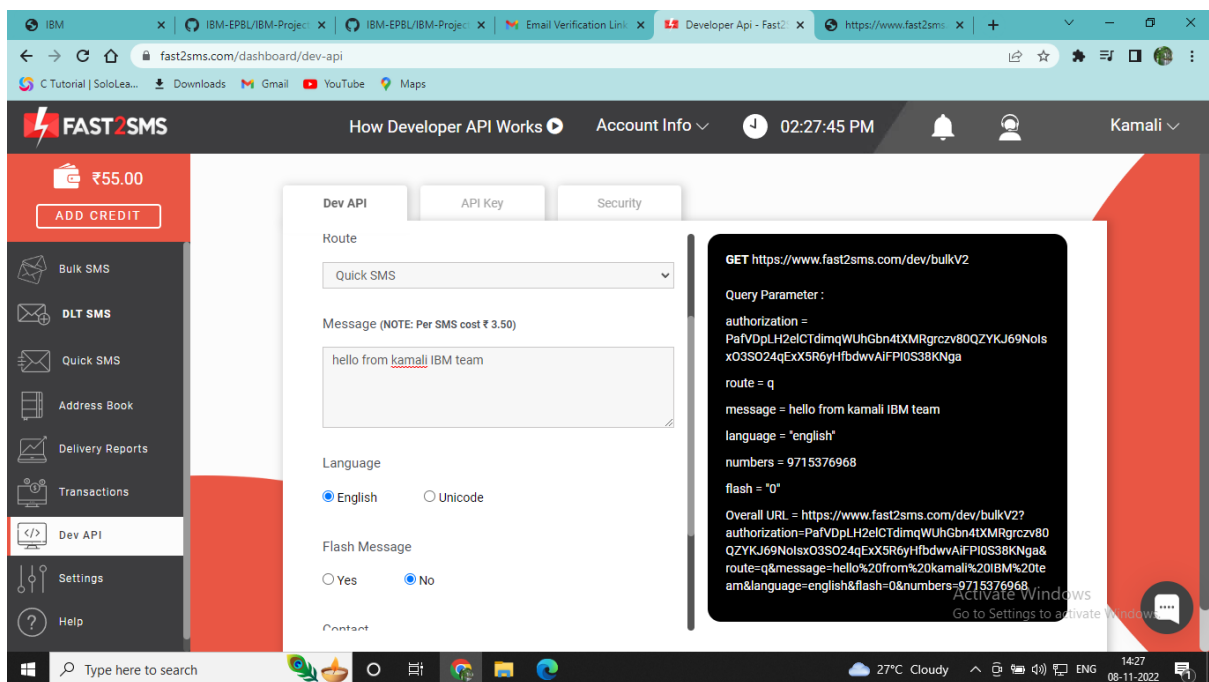 IBM
IBM-EPBL/IBM-Project
IBM-EPBL/IBM-Project
Email Verification Link
Developer Api - Fast2S
https://www.fast2sms
fast2sms.com/dashboard/dev-api
C Tutorial | SoloLea...
Downloads
Gmail
YouTube
Maps
FAST2SMS
How Developer API Works
Account Info
02:27:45 PM
Kamali
₹55.00
ADD CREDIT
Bulk SMS
DLT SMS
Quick SMS
Address Book
Delivery Reports
Transactions
Dev API
Settings
Help
Dev API
API Key
Security
Route
Quick SMS
Message (NOTE: Per SMS cost ₹ 3.50)
hello from kamali IBM team
Language
English
Unicode
Flash Message
Yes
No
Contact
GET https://www.fast2sms.com/dev/bulkV2
Query Parameter :
authorization =
PafVDpLH2elCTdimqWUhGbn4tXMRgrczv80QZYKJ69NoIs
xO3SO24qExX5R6yHfbdwvAiFPI0S38KNga
route = q
message = hello from kamali IBM team
language = "english"
numbers = 9715376968
flash = "0"
Overall URL = https://www.fast2sms.com/dev/bulkV2?
authorization=PafVDpLH2elCTdimqWUhGbn4tXMRgrczv80
QZYKJ69NoIsxO3SO24qExX5R6yHfbdwvAiFPI0S38KNga&
route=q&message=hello%20from%20kamali%20IBM%20te
am&language=english&flash=0&numbers=9715376968
Activate Windows
Go to Settings to activate Windows.
Type here to search
27°C Cloudy
ENG
14:27
08-11-2022